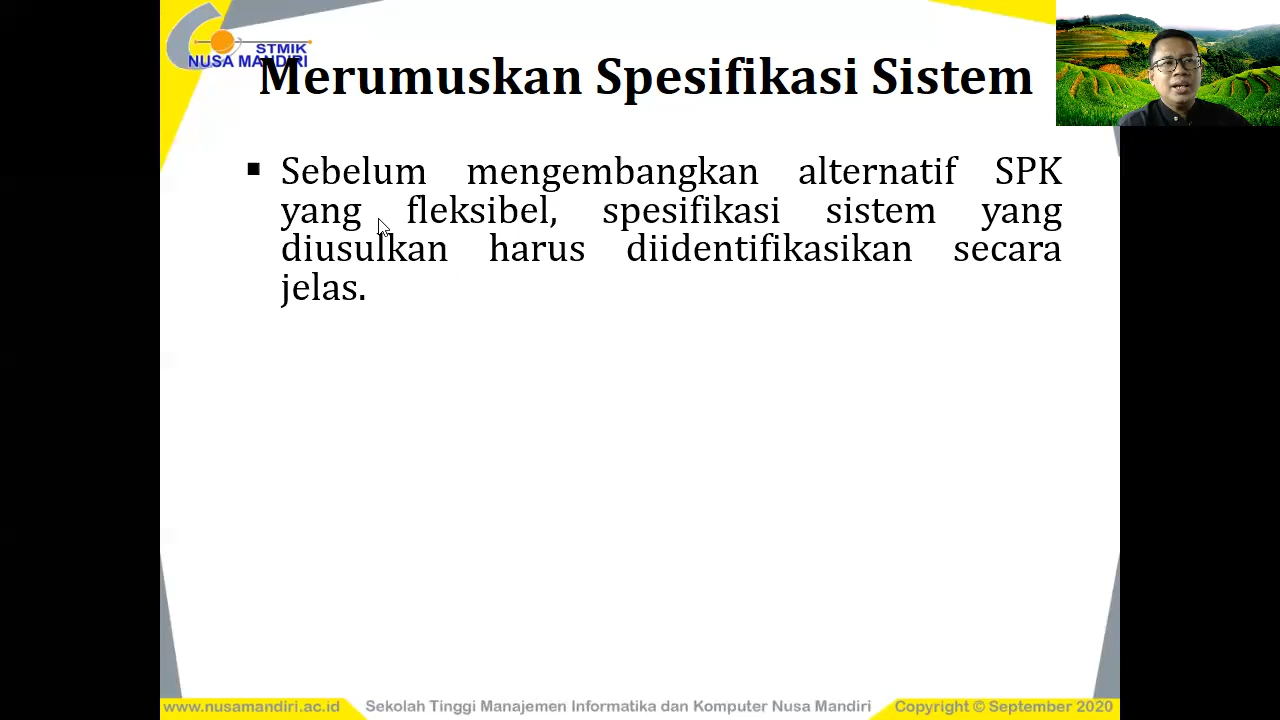 STMIK
NUSA MANDIRI
Merumuskan Spesifikasi Sistem
▪ Sebelum mengembangkan alternatif SPK
yang fleksibel, spesifikasi sistem yang
diusulkan harus diidentifikasikan secara
jelas.
www.nusamandiri.ac.id Sekolah Tinggi Manajemen Informatika dan Komputer Nusa Mandiri Copyright © September 2020